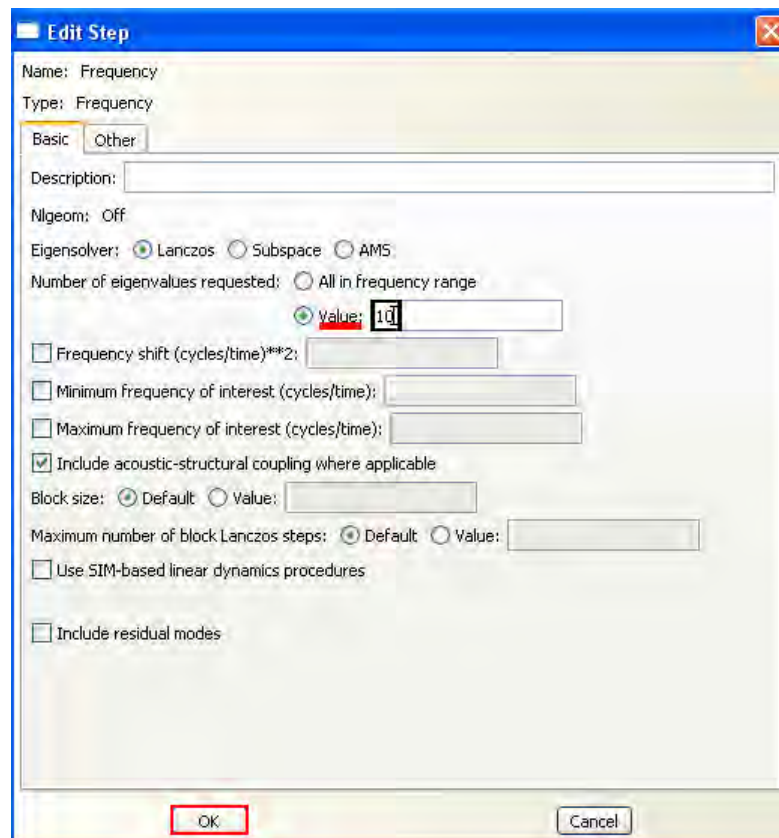 Edit Step
Name: Frequency
Type: Frequency
Basic Other
Description:
Nlgeom: Off
Eigensolver: Lanczos Subspace AMS
Number of eigenvalues requested: All in frequency range
Value: 10
Frequency shift (cycles/time)**2:
Minimum frequency of interest (cycles/time):
Maximum frequency of interest (cycles/time):
Include acoustic-structural coupling where applicable
Block size: Default Value:
Maximum number of block Lanczos steps: Default Value:
Use SIM-based linear dynamics procedures
Include residual modes
OK Cancel